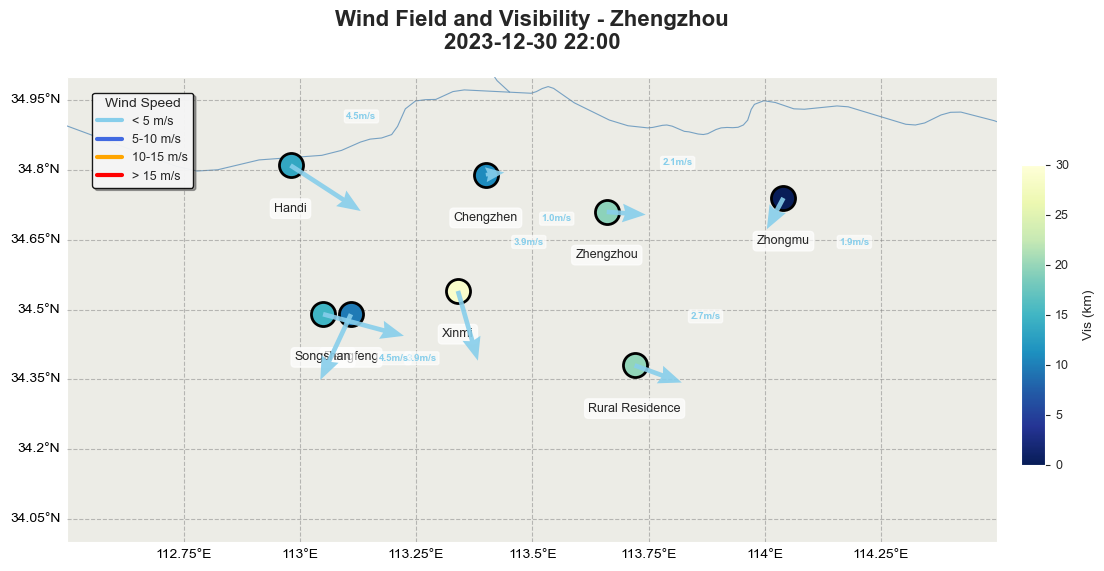 Wind Field and Visibility - Zhengzhou
2023-12-30 22:00
34.95°N
34.8°N
34.65°N
34.5°N
34.35°N
34.2°N
34.05°N
Wind Speed
< 5 m/s
5-10 m/s
10-15 m/s
> 15 m/s
4.5m/s
2.1m/s
Handi
Chengzhen
1.0m/s
3.9m/s
Zhengzhou
Zhongmu
1.9m/s
2.7m/s
Xinmi
4.5m/s
Rural Residence
30
25
20
15
10
5
0
Vis (km)
112.75°E
113°E
113.25°E
113.5°E
113.75°E
114°E
114.25°E